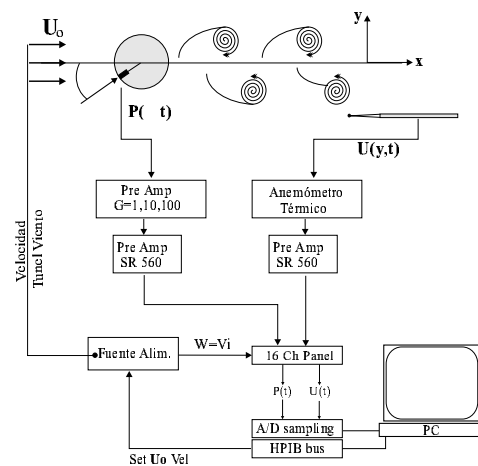 y
Uo
x
P( t)
U(y,t)
Pre Amp
G=1,10,100
Anemómetro
Térmico
Pre Amp
SR 560
Pre Amp
SR 560
Velocidad
Tunel Viento
Fuente Alim.
W=Vi
16 Ch Panel
P(t)
U(t)
A/D sampling
HPIB bus
PC
Set Uo Vel